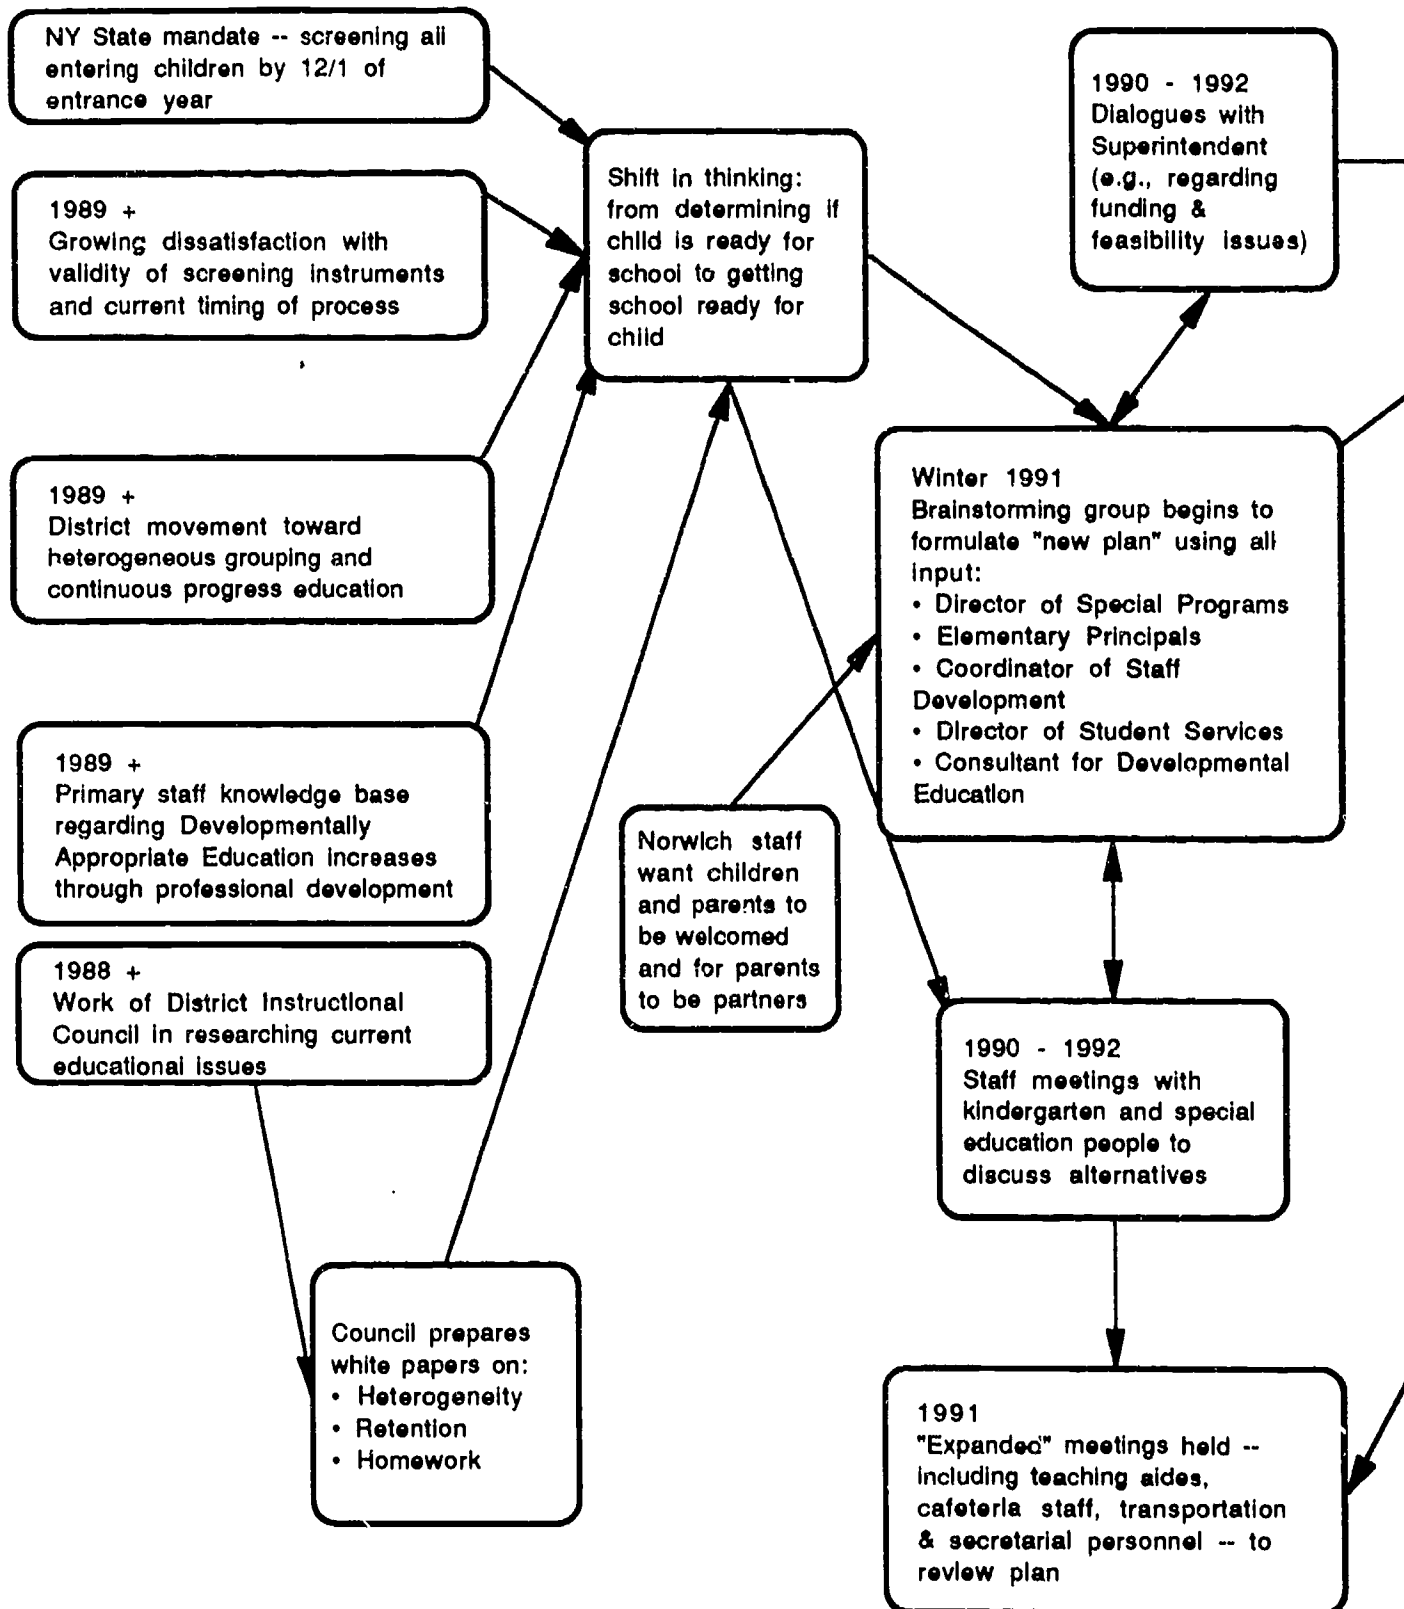 NY State mandate -- screening all
entering children by 12/1 of
entrance year
1989 +
Growing dissatisfaction with
validity of screening instruments
and current timing of process
1989 +
District movement toward
heterogeneous grouping and
continuous progress education
1989 +
Primary staff knowledge base
regarding Developmentally
Appropriate Education increases
through professional development
1988 +
Work of District Instructional
Council in researching current
educational issues
Council prepares
white papers on:
• Heterogeneity
• Retention
• Homework
Shift in thinking:
from determining if
child is ready for
school to getting
school ready for
child
Norwich staff
want children
and parents to
be welcomed
and for parents
to be partners
1990 - 1992
Dialogues with
Superintendent
(e.g., regarding
funding &
feasibility issues)
Winter 1991
Brainstorming group begins to
formulate "new plan" using all
input:
• Director of Special Programs
• Elementary Principals
• Coordinator of Staff
Development
• Director of Student Services
• Consultant for Developmental
Education
1990 - 1992
Staff meetings with
kindergarten and special
education people to
discuss alternatives
1991
"Expanded" meetings held --
including teaching aides,
cafeteria staff, transportation
& secretarial personnel -- to
review plan